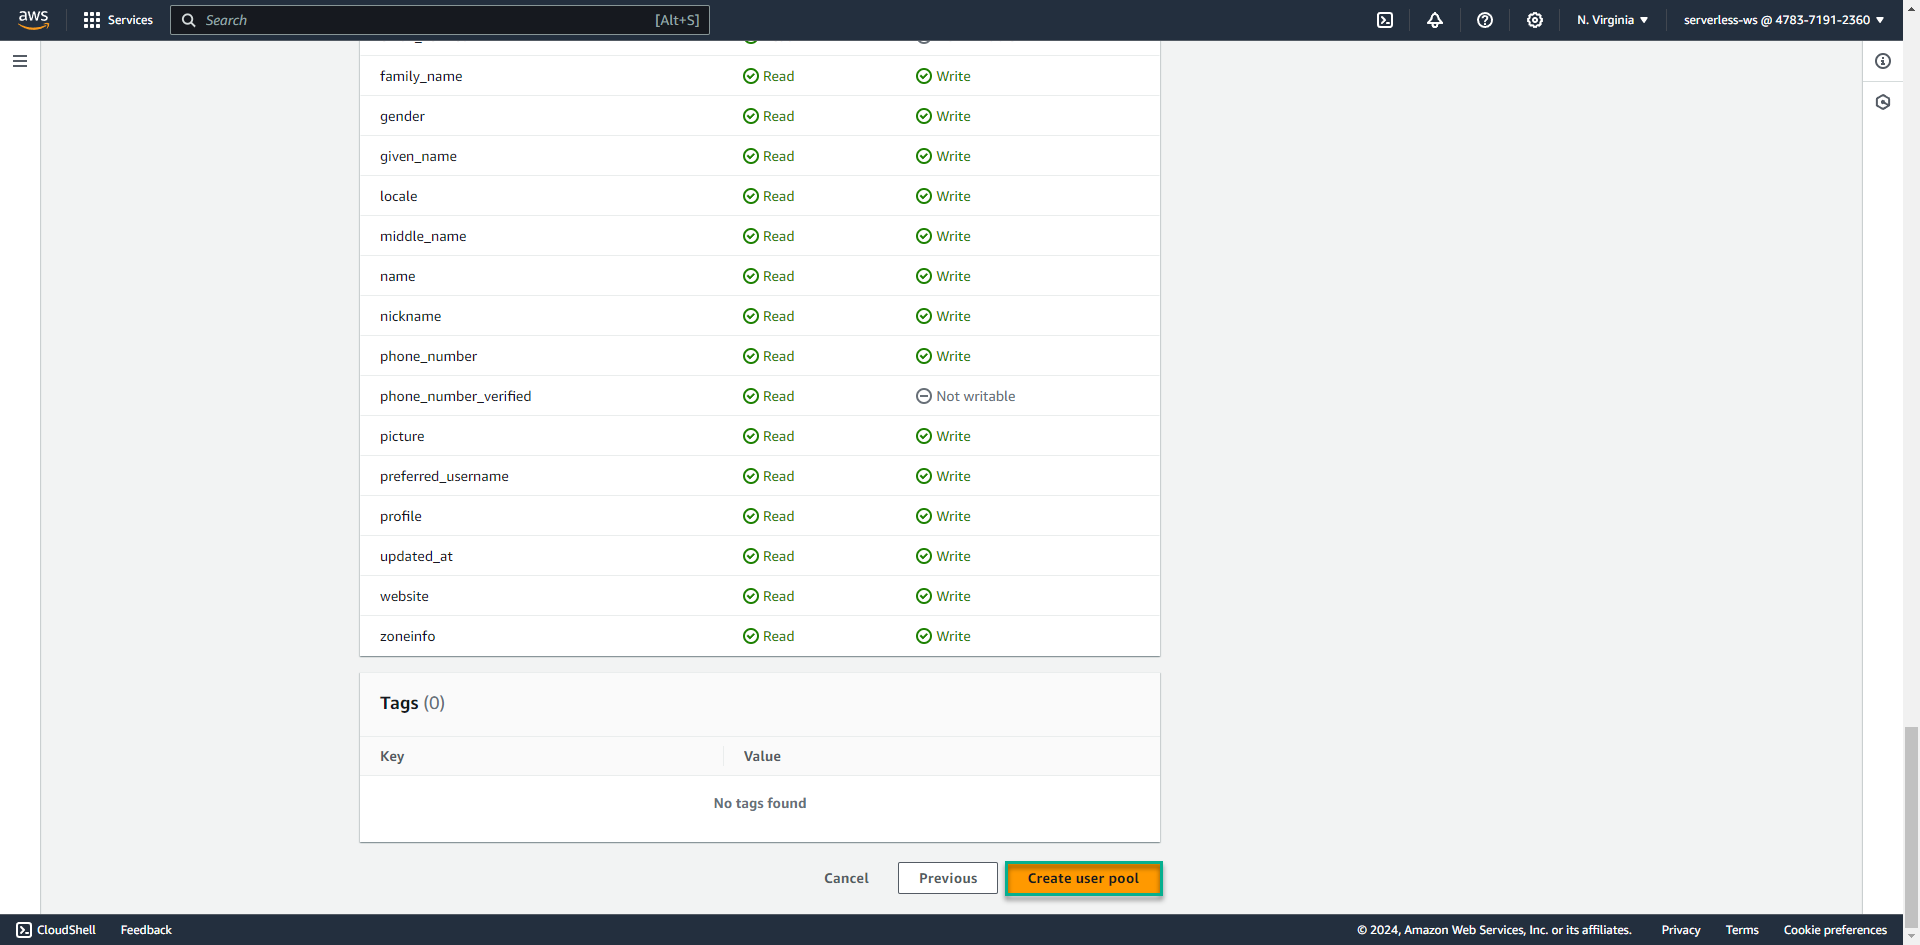 aws Services Search [Alt+S] N. Virginia serverless-ws @ 4783-7191-2360
family_name Read Write
gender Read Write
given_name Read Write
locale Read Write
middle_name Read Write
name Read Write
nickname Read Write
phone_number Read Write
phone_number_verified Read Not writable
picture Read Write
preferred_username Read Write
profile Read Write
updated_at Read Write
website Read Write
zoneinfo Read Write
Tags (0)
Key Value
No tags found
Cancel Previous Create user pool
CloudShell Feedback © 2024, Amazon Web Services, Inc. or its affiliates. Privacy Terms Cookie preferences